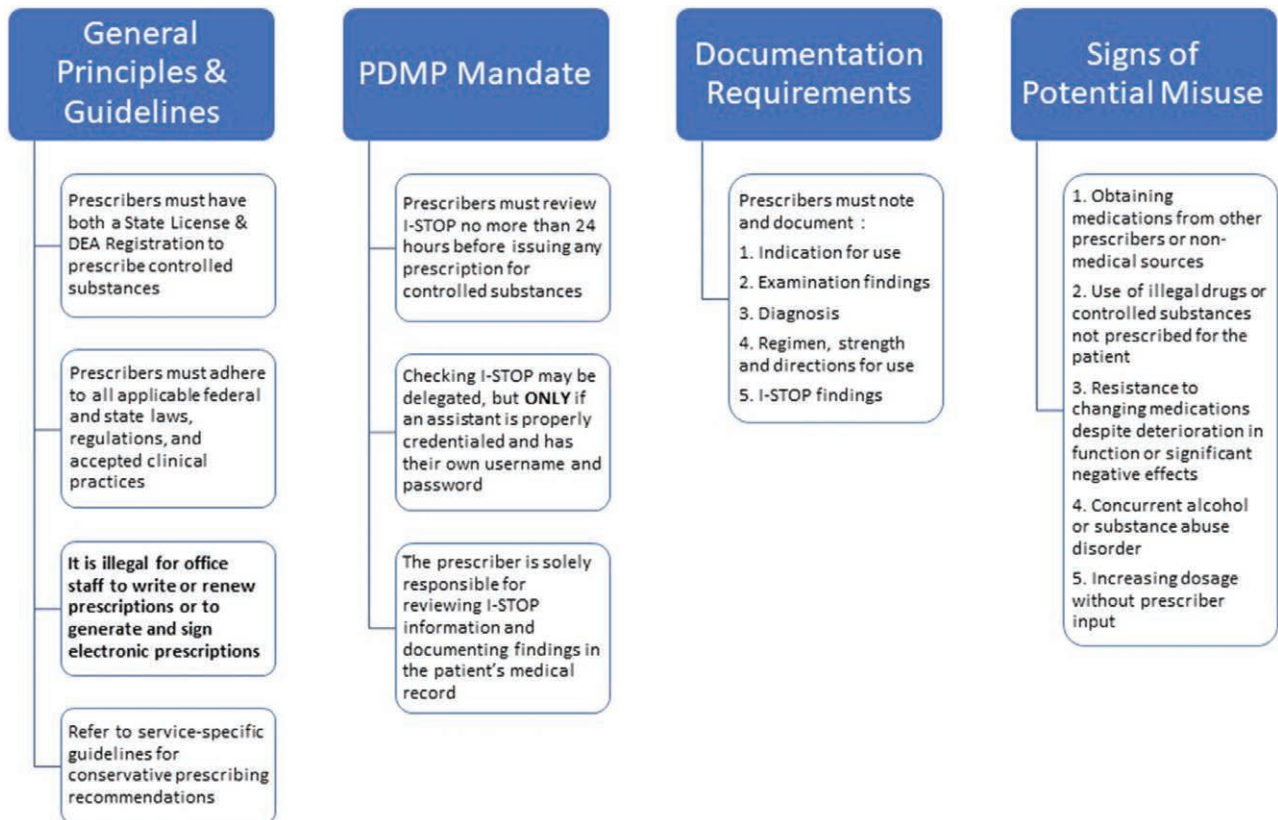 General
Principles &
Guidelines
Prescribers must have
both a State License &
DEA Registration to
prescribe controlled
substances
Prescribers must adhere
to all applicable federal
and state laws,
regulations, and
accepted clinical
practices
It is illegal for office
staff to write or renew
prescriptions or to
generate and sign
electronic prescriptions
Refer to service-specific
guidelines for
conservative prescribing
recommendations
PDMP Mandate
Prescribers must review
I-STOP no more than 24
hours before issuing any
prescription for
controlled substances
Checking I-STOP may be
delegated, but ONLY if
an assistant is properly
credentialed and has
their own username and
password
The prescriber is solely
responsible for
reviewing I-STOP
information and
documenting findings in
the patient's medical
record
Documentation
Requirements
Prescribers must note
and document :
1. Indication for use
2. Examination findings
3. Diagnosis
4. Regimen, strength
and directions for use
5. I-STOP findings
Signs of
Potential Misuse
1. Obtaining
medications from other
prescribers or non-
medical sources
2. Use of illegal drugs or
controlled substances
not prescribed for the
patient
3. Resistance to
changing medications
despite deterioration in
function or significant
negative effects
4. Concurrent alcohol
or substance abuse
disorder
5. Increasing dosage
without prescriber
input